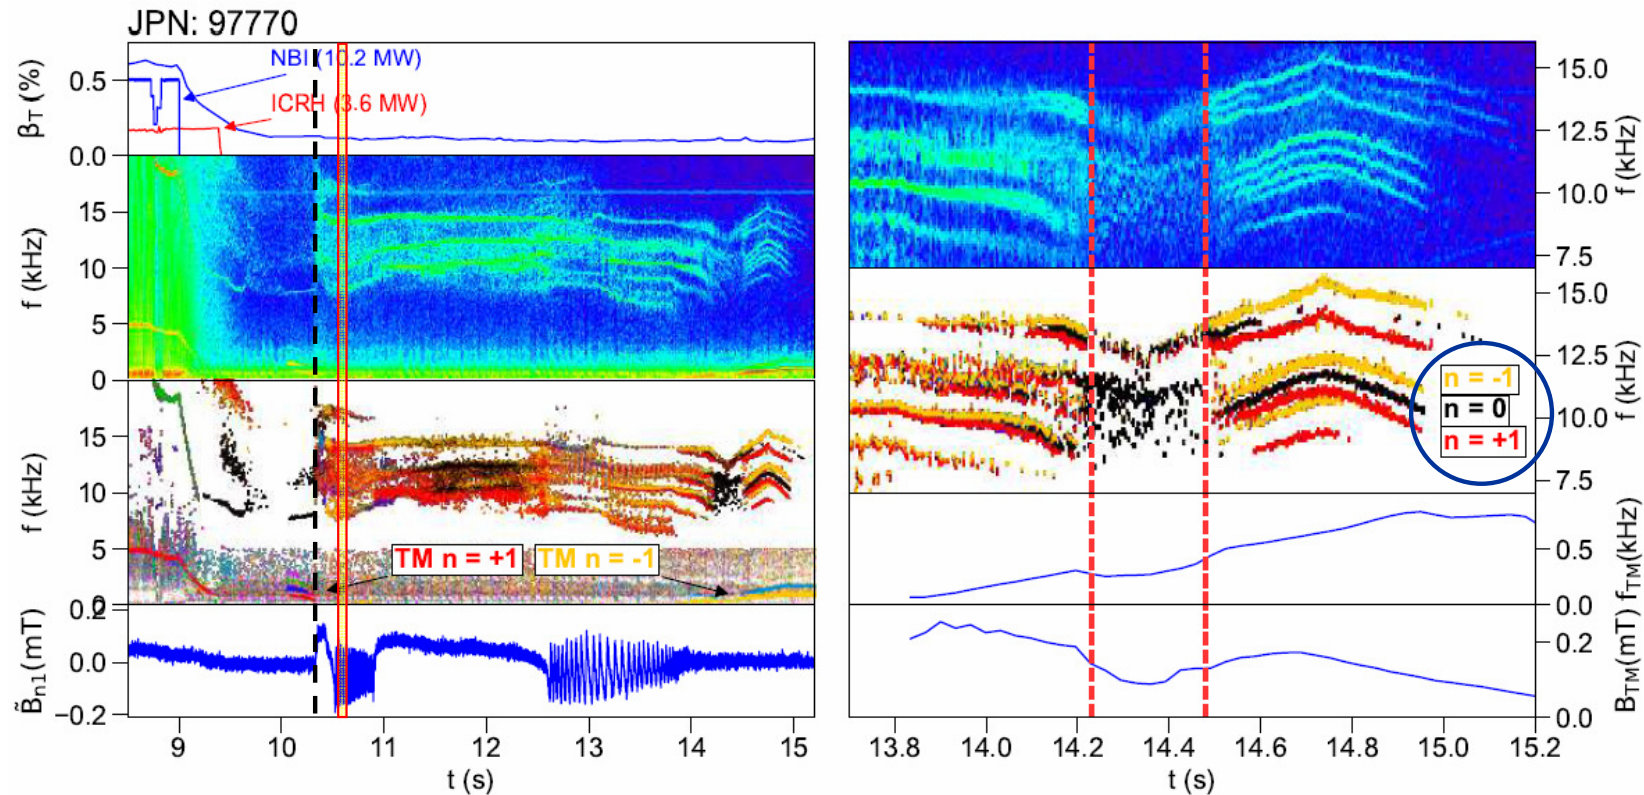 JPN: 97770
NBI (10.2 MW)
ICRH (3.6 MW)
β_T (%)
0.5
0.0
f (kHz)
15
10
5
0
f (kHz)
15
10
5
0
TM n = +1
TM n = -1
B̃_n1(mT)
0.2
0.0
−0.2
9
10
11
12
13
14
15
t (s)
15.0
12.5
10.0
7.5
f (kHz)
15.0
12.5
10.0
7.5
f (kHz)
n = -1
n = 0
n = +1
0.5
0.0
f_TM(kHz)
0.2
0.0
B_TM(mT)
13.8
14.0
14.2
14.4
14.6
14.8
15.0
15.2
t (s)